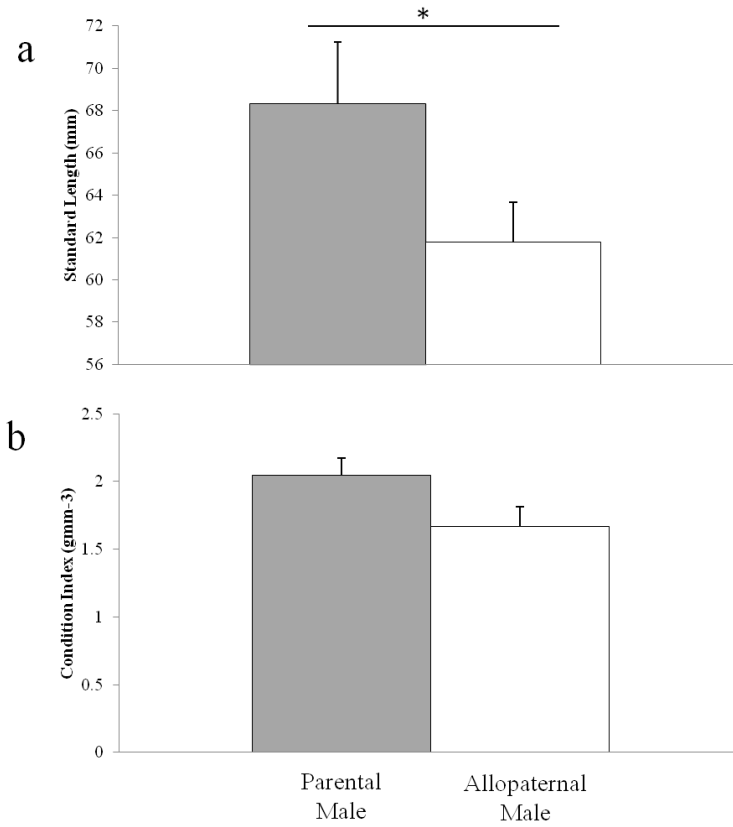 a
*
Standard Length (mm)
72
70
68
66
64
62
60
58
56
b
Condition Index (gmm-3)
2.5
2
1.5
1
0.5
0
Parental
Male
Allopaternal
Male